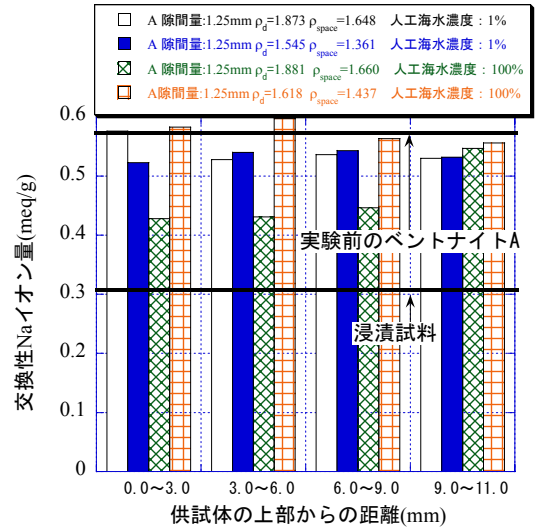 A 隙間量:1.25mm ρd=1.873 ρspace=1.648 人工海水濃度：1%
A 隙間量:1.25mm ρd=1.545 ρspace=1.361 人工海水濃度：1%
A 隙間量:1.25mm ρd=1.881 ρspace=1.660 人工海水濃度：100%
A隙間量:1.25mm ρd=1.618 ρspace=1.437 人工海水濃度：100%
0.6
0.5
0.4
0.3
0.2
0.1
0
交換性Naイオン量(meq/g)
実験前のベントナイトA
浸漬試料
0.0～3.0 3.0～6.0 6.0～9.0 9.0～11.0
供試体の上部からの距離(mm)